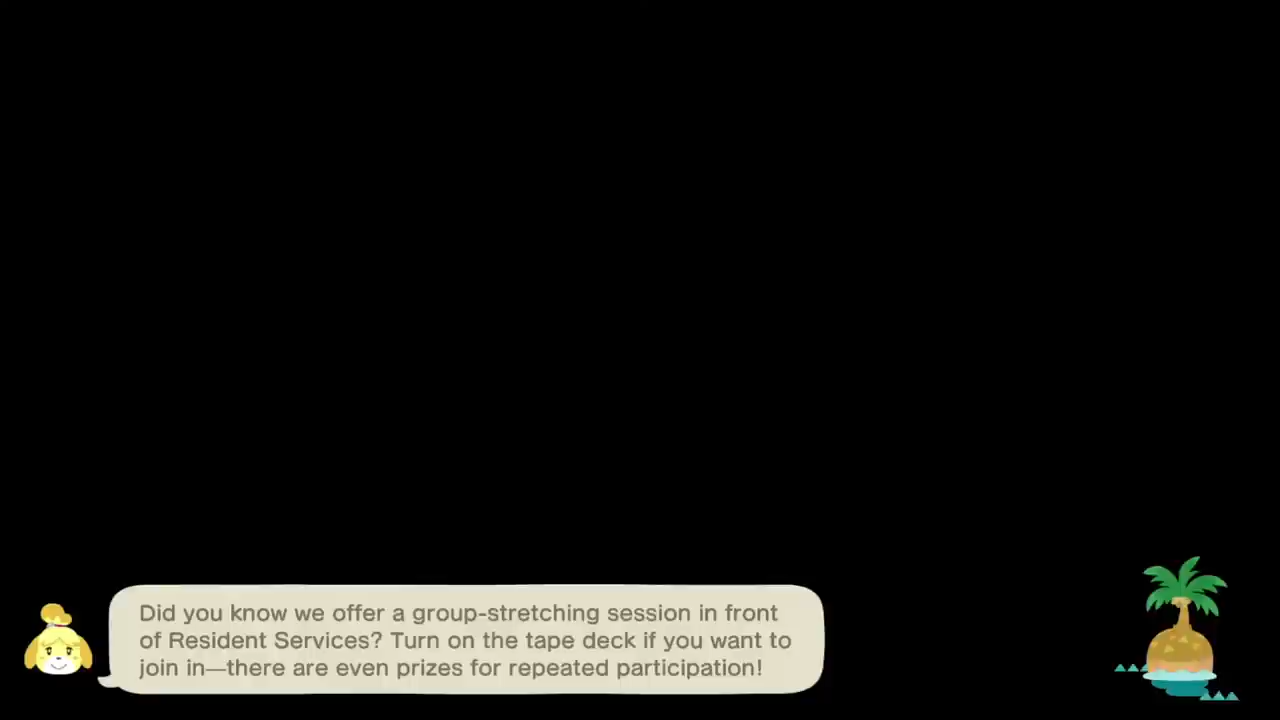 Did you know we offer a group-stretching session in front
of Resident Services? Turn on the tape deck if you want to
join in—there are even prizes for repeated participation!